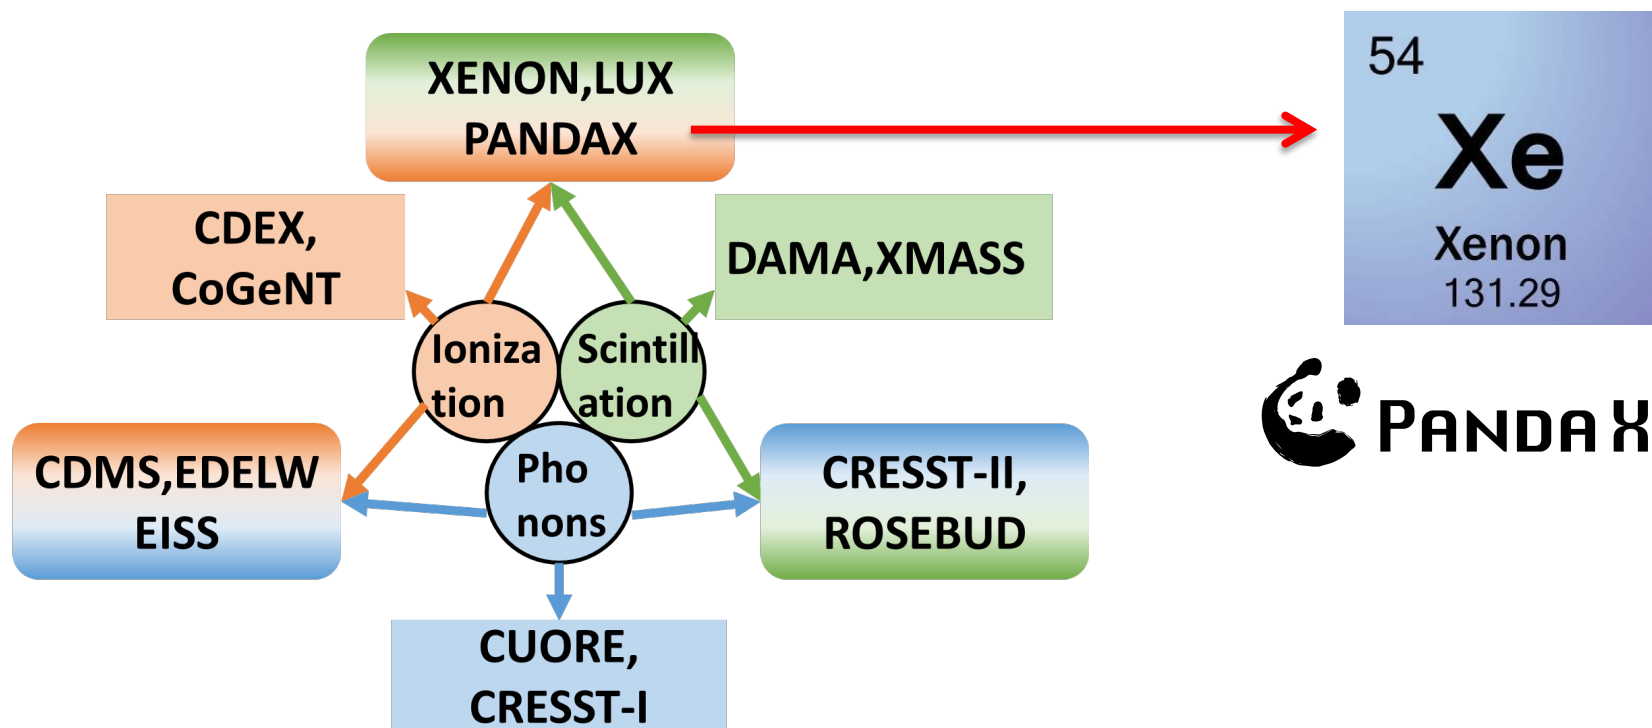 XENON,LUX
PANDAX
54
Xe
Xenon
131.29
CDEX,
CoGeNT
DAMA,XMASS
Ioniza
tion
Scintill
ation
PANDA X
CDMS,EDELW
EISS
Pho
nons
CRESST-II,
ROSEBUD
CUORE,
CRESST-I